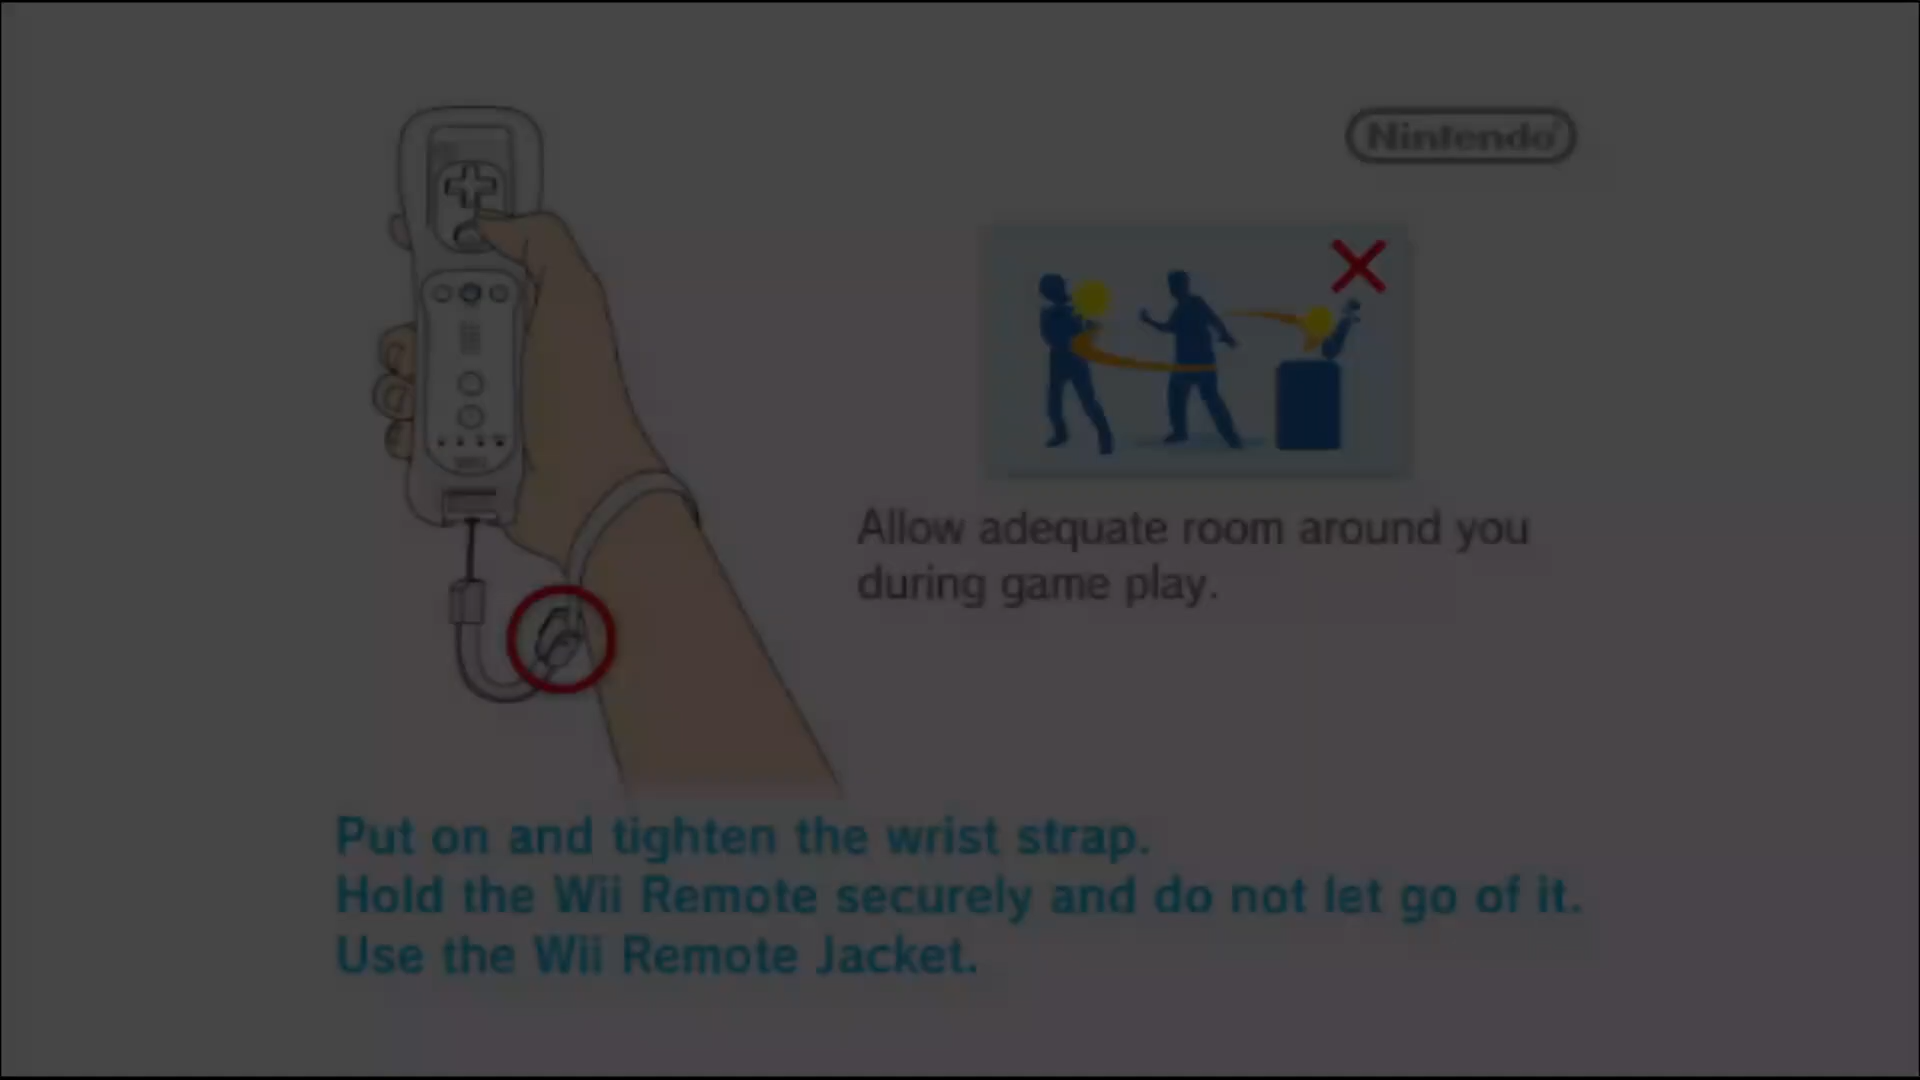 Nintendo
Allow adequate room around you
during game play.
Put on and tighten the wrist strap.
Hold the Wii Remote securely and do not let go of it.
Use the Wii Remote Jacket.